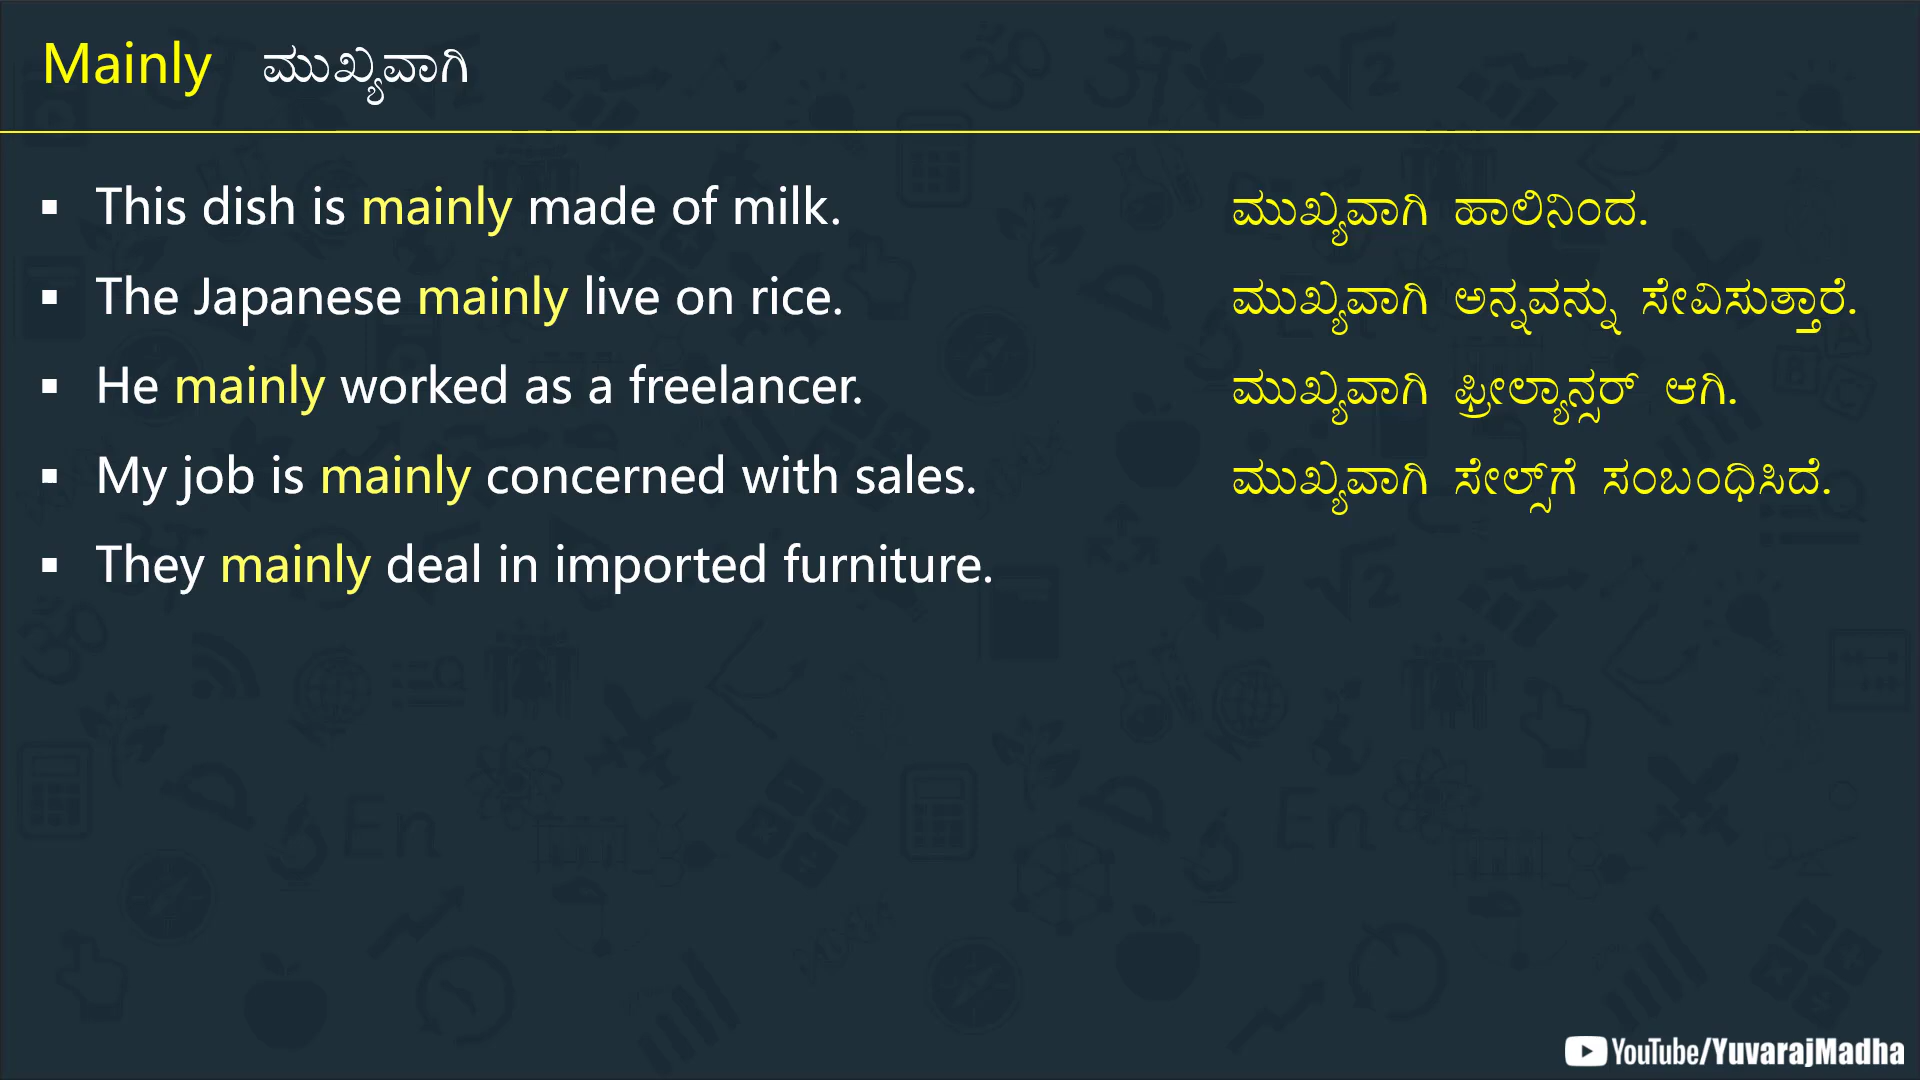 Mainly ಮುಖ್ಯವಾಗಿ
▪ This dish is mainly made of milk. ಮುಖ್ಯವಾಗಿ ಹಾಲಿನಿಂದ.
▪ The Japanese mainly live on rice. ಮುಖ್ಯವಾಗಿ ಅನ್ನವನ್ನು ಸೇವಿಸುತ್ತಾರೆ.
▪ He mainly worked as a freelancer. ಮುಖ್ಯವಾಗಿ ಫ್ರೀಲ್ಯಾನ್ಸರ್ ಆಗಿ.
▪ My job is mainly concerned with sales. ಮುಖ್ಯವಾಗಿ ಸೇಲ್ಸ್‌ಗೆ ಸಂಬಂಧಿಸಿದೆ.
▪ They mainly deal in imported furniture.
YouTube/YuvarajMadha